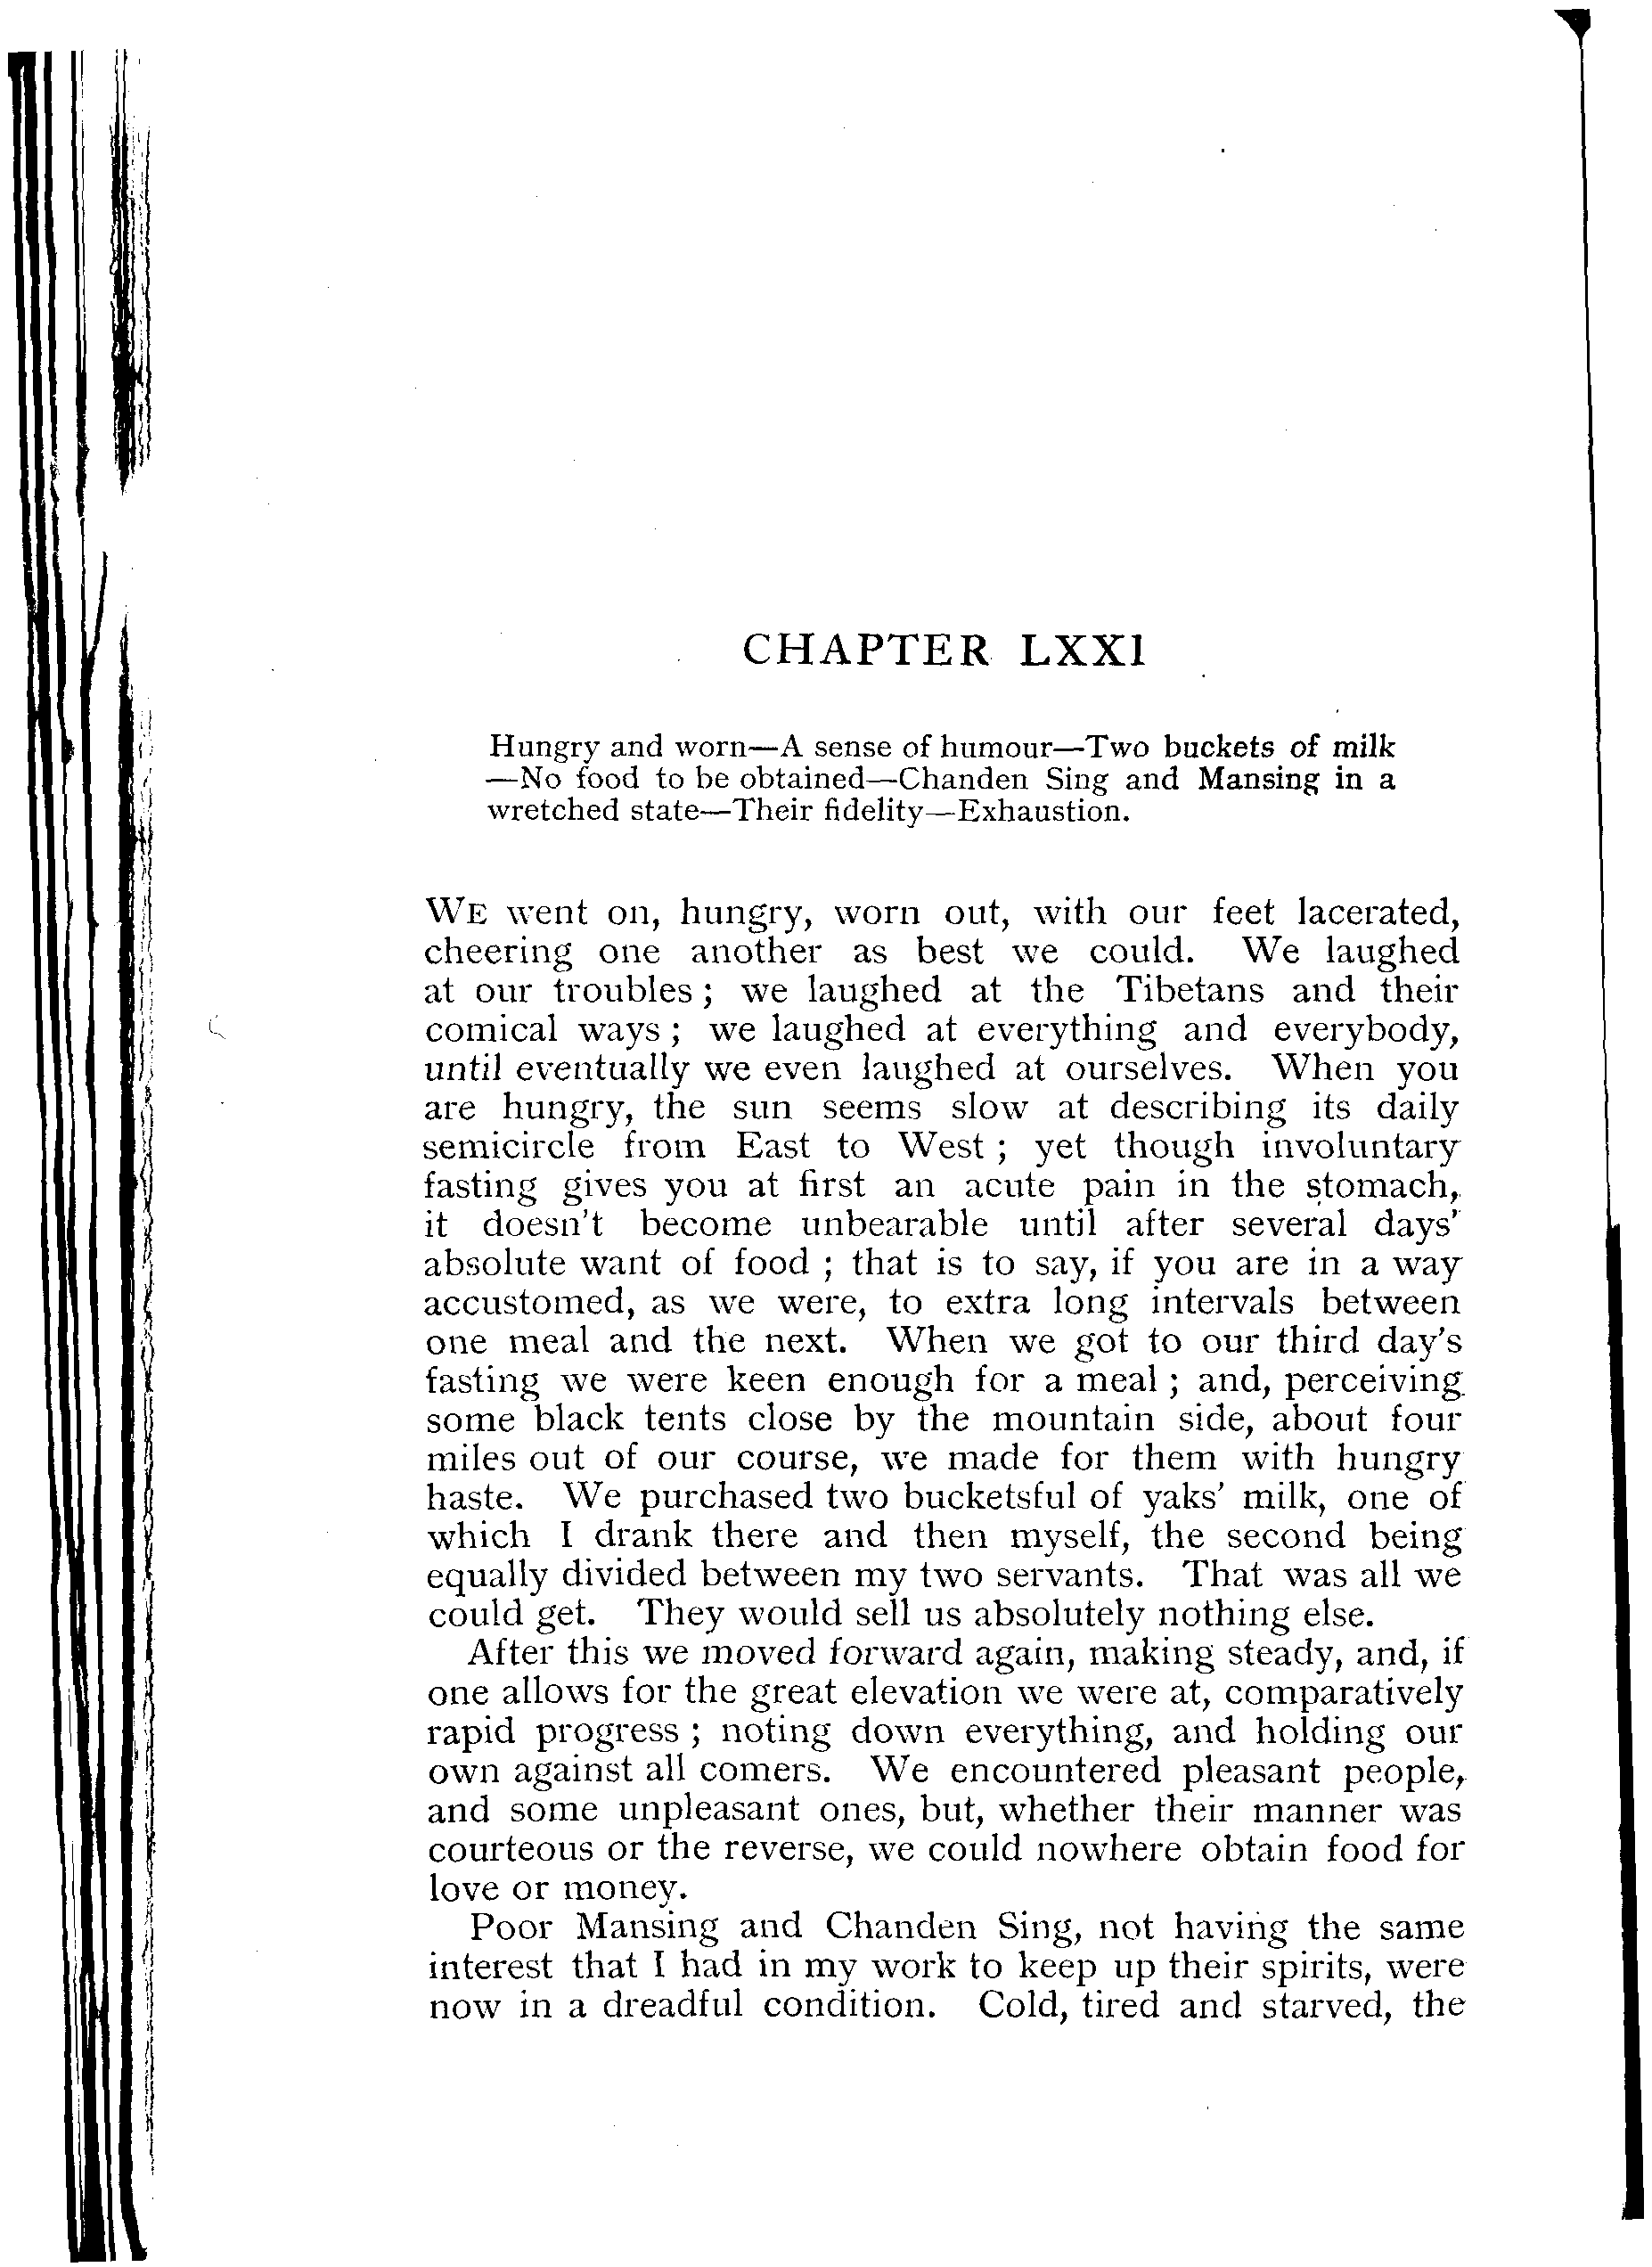 CHAPTER LXXI
Hungry and worn—A sense of humour—Two buckets of milk
—No food to be obtained—Chanden Sing and Mansing in a
wretched state—Their fidelity—Exhaustion.
WE went on, hungry, worn out, with our feet lacerated,
cheering one another as best we could. We laughed
at our troubles ; we laughed at the Tibetans and their
comical ways ; we laughed at everything and everybody,
until eventually we even laughed at ourselves. When you
are hungry, the sun seems slow at describing its daily
semicircle from East to West ; yet though involuntary
fasting gives you at first an acute pain in the stomach,
it doesn't become unbearable until after several days'
absolute want of food ; that is to say, if you are in a way
accustomed, as we were, to extra long intervals between
one meal and the next. When we got to our third day's
fasting we were keen enough for a meal ; and, perceiving
some black tents close by the mountain side, about four
miles out of our course, we made for them with hungry
haste. We purchased two bucketsful of yaks' milk, one of
which I drank there and then myself, the second being
equally divided between my two servants. That was all we
could get. They would sell us absolutely nothing else.
After this we moved forward again, making steady, and, if
one allows for the great elevation we were at, comparatively
rapid progress ; noting down everything, and holding our
own against all comers. We encountered pleasant people,
and some unpleasant ones, but, whether their manner was
courteous or the reverse, we could nowhere obtain food for
love or money.
Poor Mansing and Chanden Sing, not having the same
interest that I had in my work to keep up their spirits, were
now in a dreadful condition. Cold, tired and starved, the